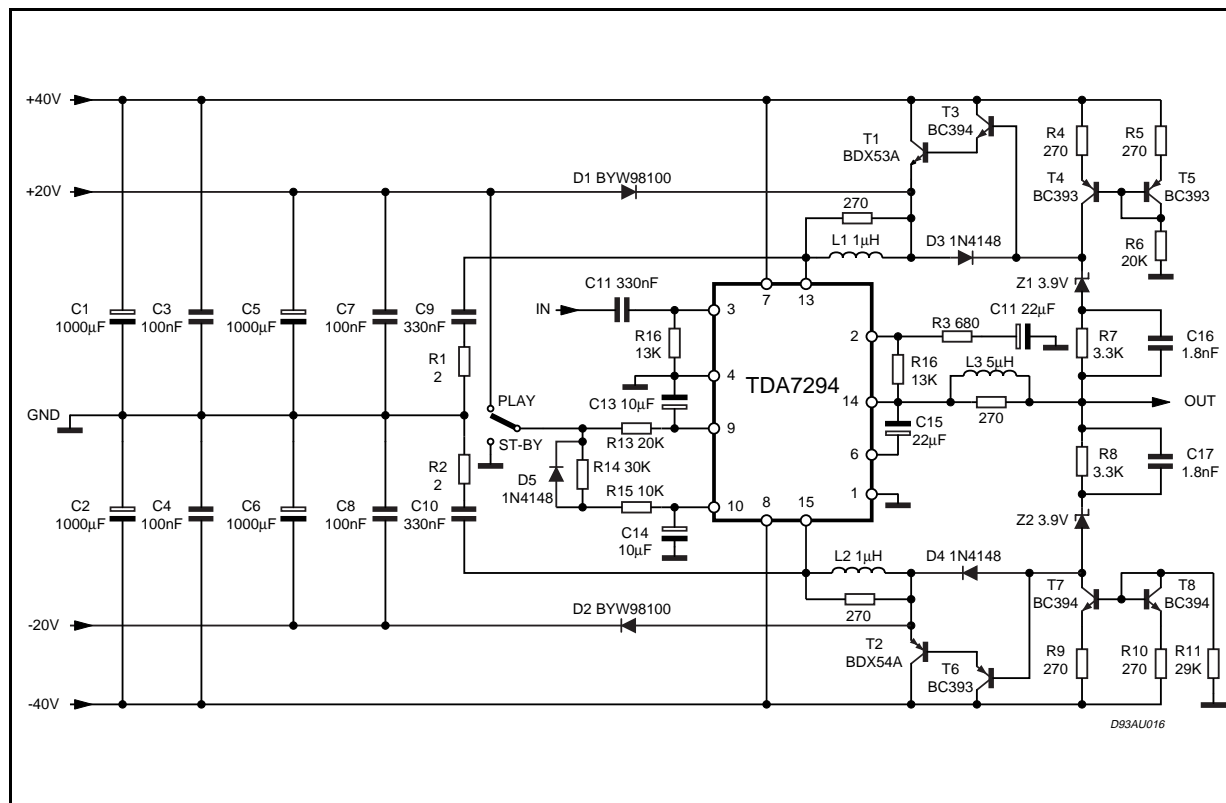 +40V
+20V
GND
-20V
-40V
C1
1000µF
C3
100nF
C5
1000µF
C7
100nF
C9
330nF
R1
2
C2
1000µF
C4
100nF
C6
1000µF
C8
100nF
C10
330nF
R2
2
D1 BYW98100
D2 BYW98100
PLAY
ST-BY
IN
C11 330nF
R16
13K
C13 10µF
R13 20K
R14 30K
D5
1N4148
R15 10K
C14
10µF
TDA7294
3
4
9
10
7
13
8
15
2
14
6
1
T1
BDX53A
T3
BC394
270
L1 1µH
D3 1N4148
R4
270
R5
270
T4
BC393
T5
BC393
R6
20K
Z1 3.9V
R3 680
C11 22µF
R16
13K
L3 5µH
270
C15
22µF
R7
3.3K
C16
1.8nF
OUT
R8
3.3K
C17
1.8nF
Z2 3.9V
L2 1µH
D4 1N4148
270
T2
BDX54A
T6
BC393
T7
BC394
T8
BC394
R9
270
R10
270
R11
29K
D93AU016